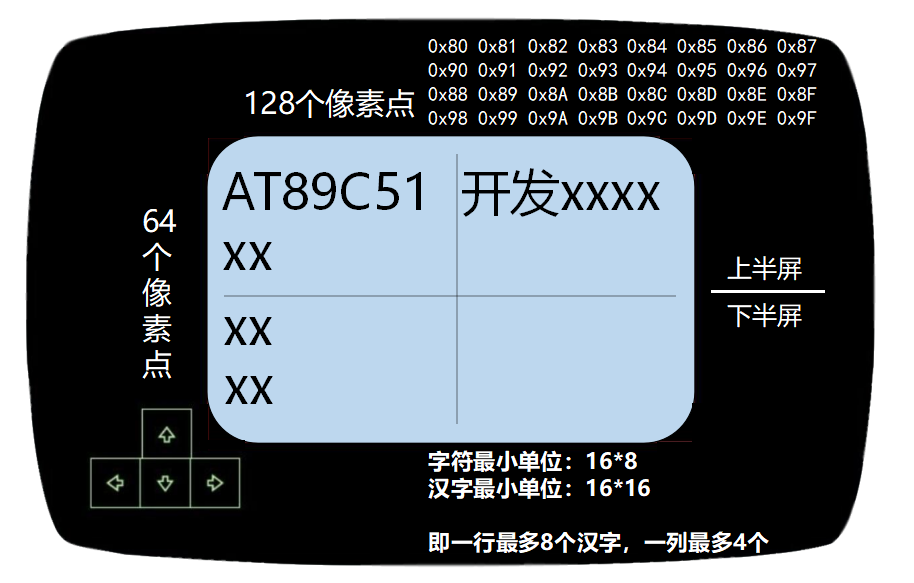 0x80 0x81 0x82 0x83 0x84 0x85 0x86 0x87
0x90 0x91 0x92 0x93 0x94 0x95 0x96 0x97
0x88 0x89 0x8A 0x8B 0x8C 0x8D 0x8E 0x8F
0x98 0x99 0x9A 0x9B 0x9C 0x9D 0x9E 0x9F
128个像素点
64
个
像
素
点
AT89C51 开发xxxx
xx
xx
xx
上半屏
下半屏
字符最小单位：16*8
汉字最小单位：16*16
即一行最多8个汉字，一列最多4个